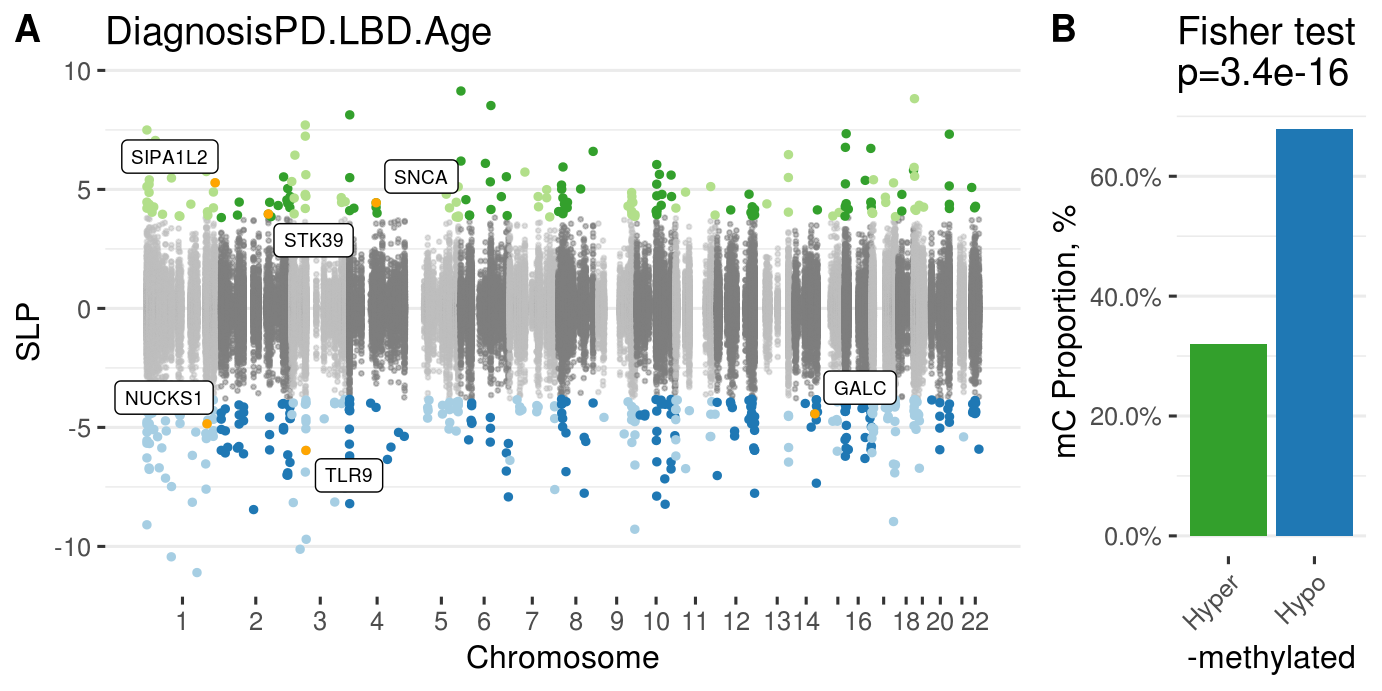 A
DiagnosisPD.LBD.Age
SLP
10
5
0
-5
-10
SIPA1L2
SNCA
STK39
NUCKS1
GALC
TLR9
1 2 3 4 5 6 7 8 9 10 11 12 13 14 16 18 20 22
Chromosome
B
Fisher test
p=3.4e-16
mC Proportion, %
60.0%
40.0%
20.0%
0.0%
Hyper
Hypo
-methylated